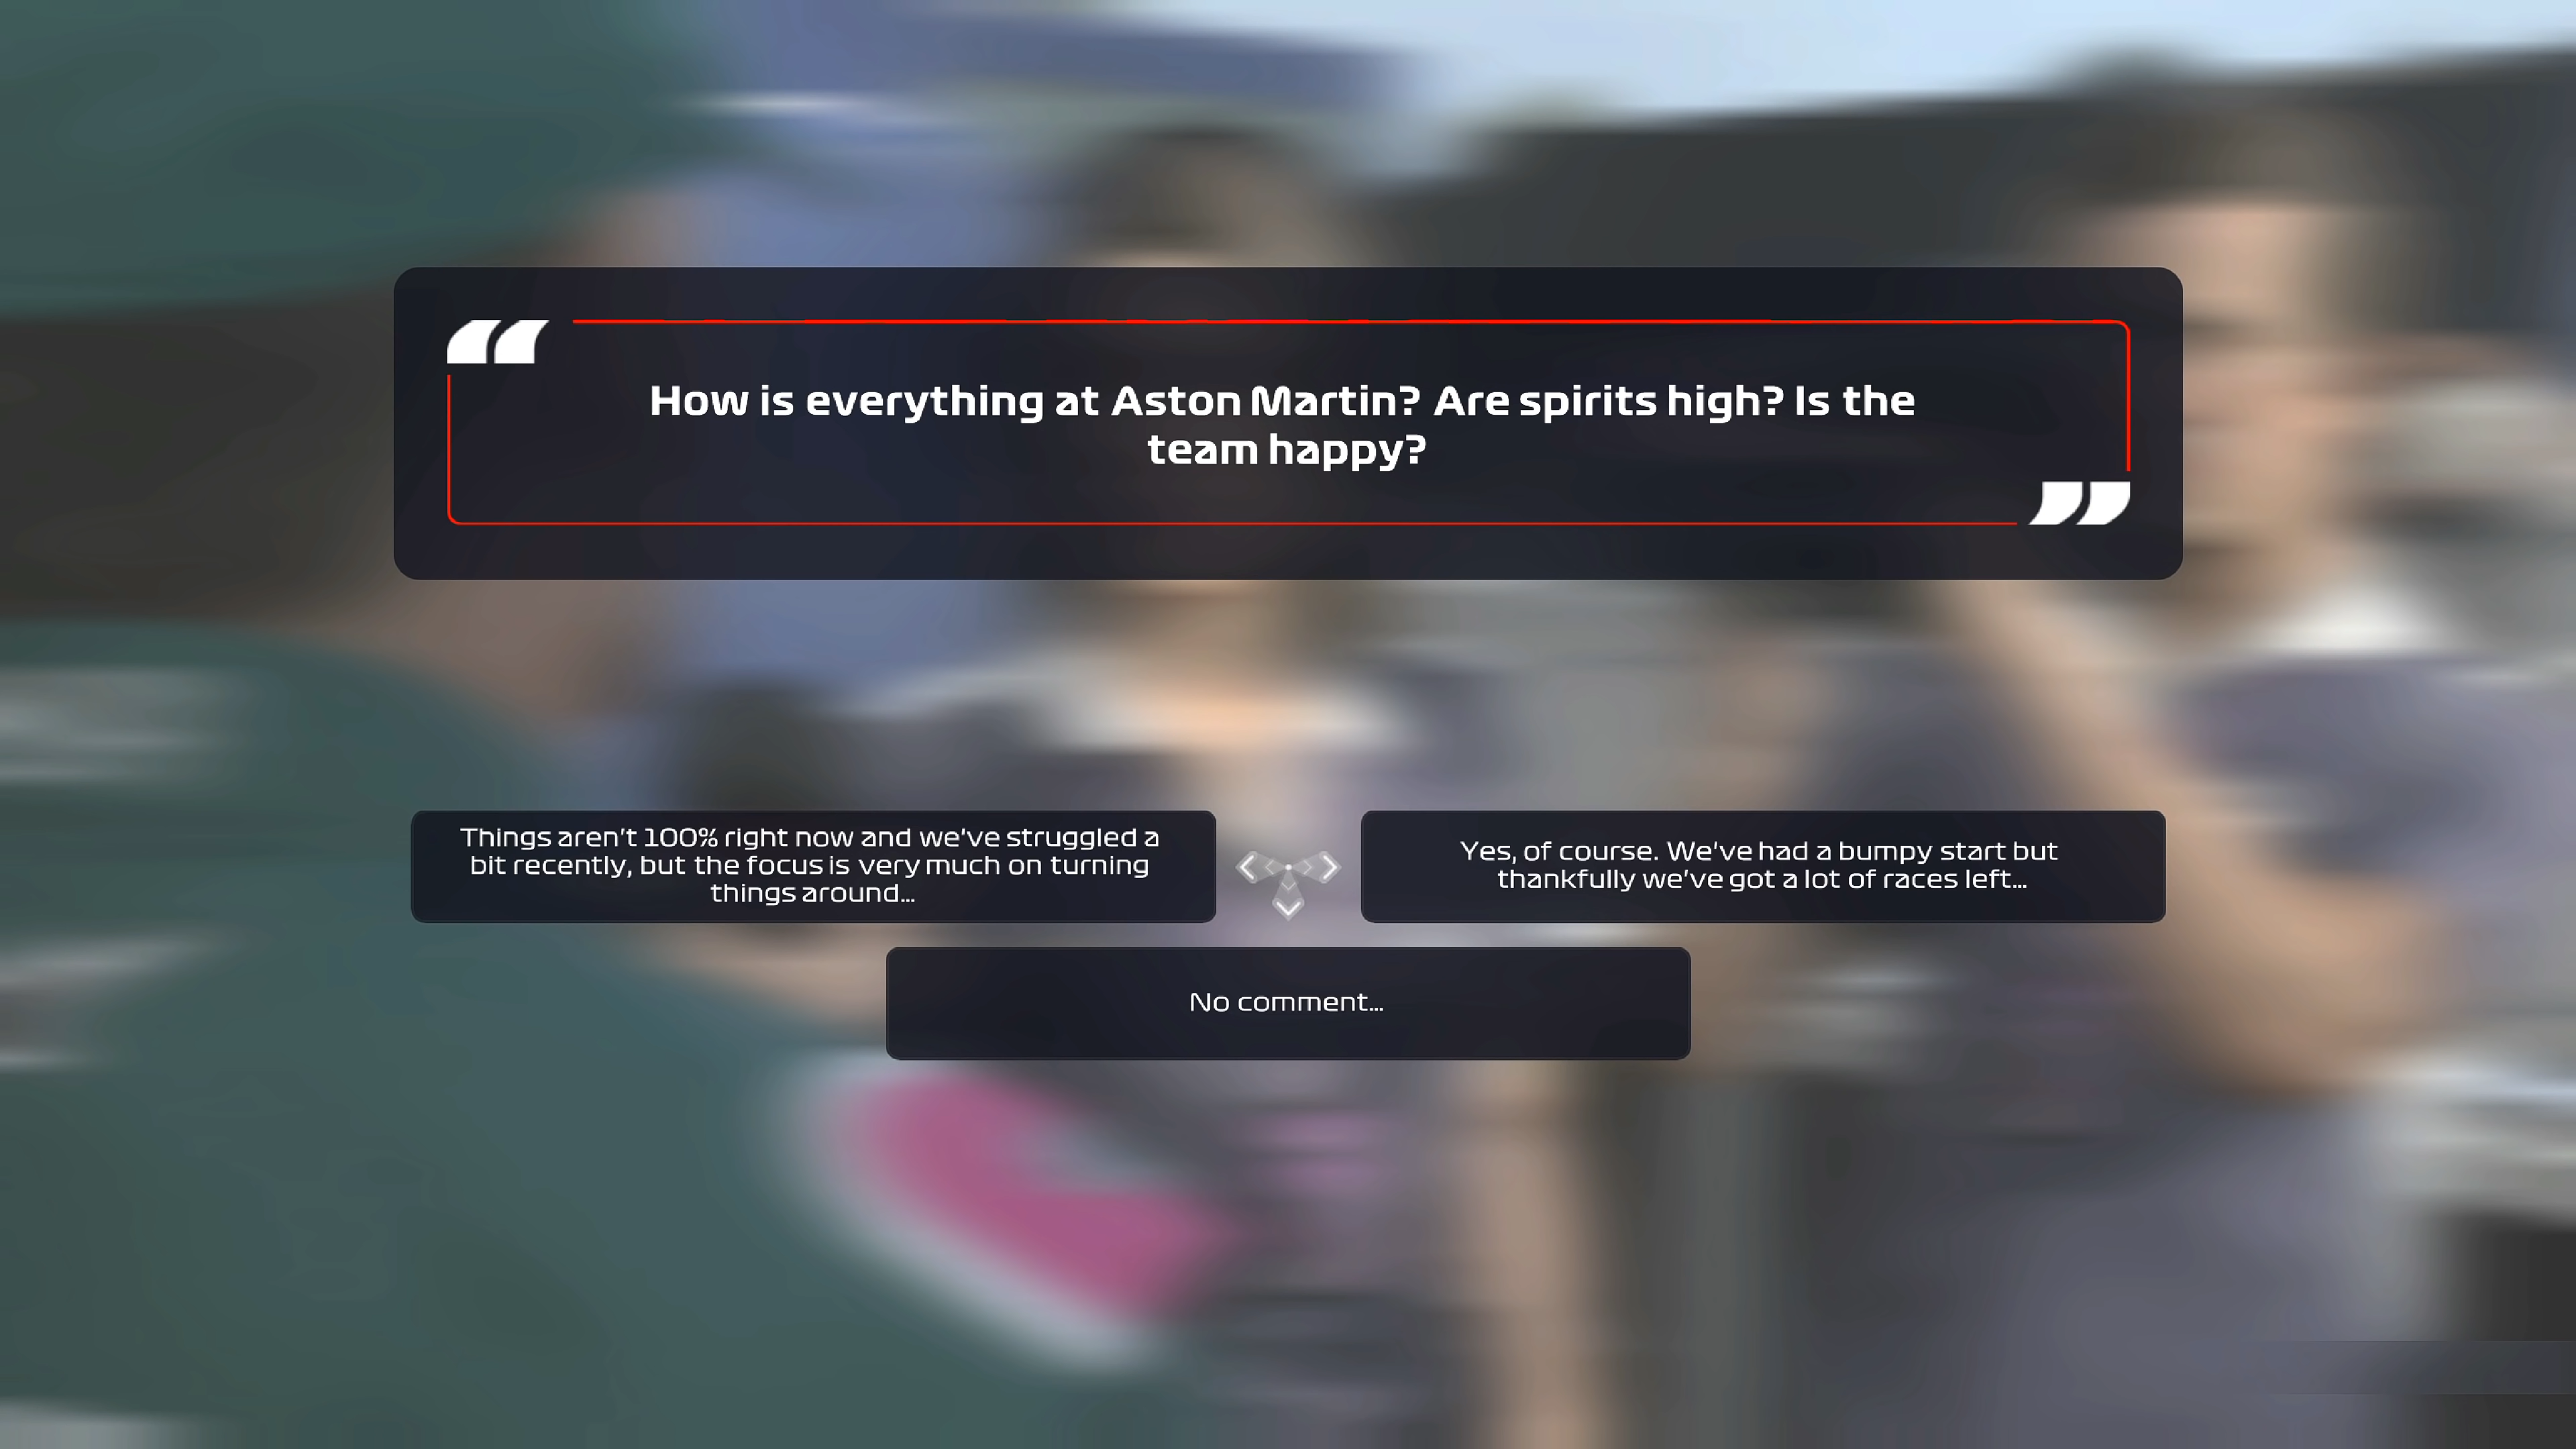 How is everything at Aston Martin? Are spirits high? Is the
team happy?
Things aren't 100% right now and we've struggled a
bit recently, but the focus is very much on turning
things around...
Yes, of course. We've had a bumpy start but
thankfully we've got a lot of races left...
No comment...